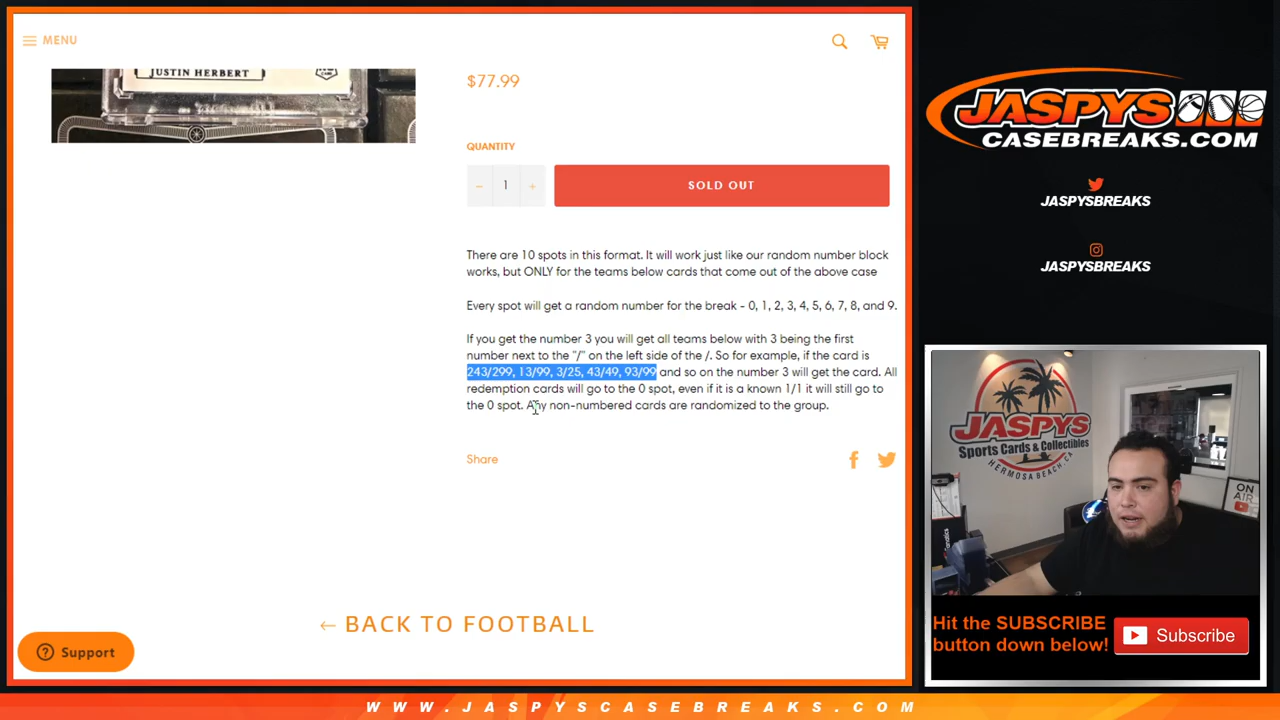 MENU
JUSTIN HERBERT
$77.99
QUANTITY
− 1 +
SOLD OUT
There are 10 spots in this format. It will work just like our random number block
works, but ONLY for the teams below cards that come out of the above case
Every spot will get a random number for the break - 0, 1, 2, 3, 4, 5, 6, 7, 8, and 9.
If you get the number 3 you will get all teams below with 3 being the first
number next to the "/" on the left side of the /. So for example, if the card is
243/299, 13/99, 3/25, 43/49, 93/99 and so on the number 3 will get the card. All
redemption cards will go to the 0 spot, even if it is a known 1/1 it will still go to
the 0 spot. Any non-numbered cards are randomized to the group.
Share
← BACK TO FOOTBALL
Support
JASPYS
CASEBREAKS.COM
JASPYSBREAKS
JASPYSBREAKS
JASPYS
Sports Cards & Collectibles
HERMOSA BEACH, CA
ON
AIR
Hit the SUBSCRIBE
button down below!
Subscribe
WWW.JASPYSCASEBREAKS.COM